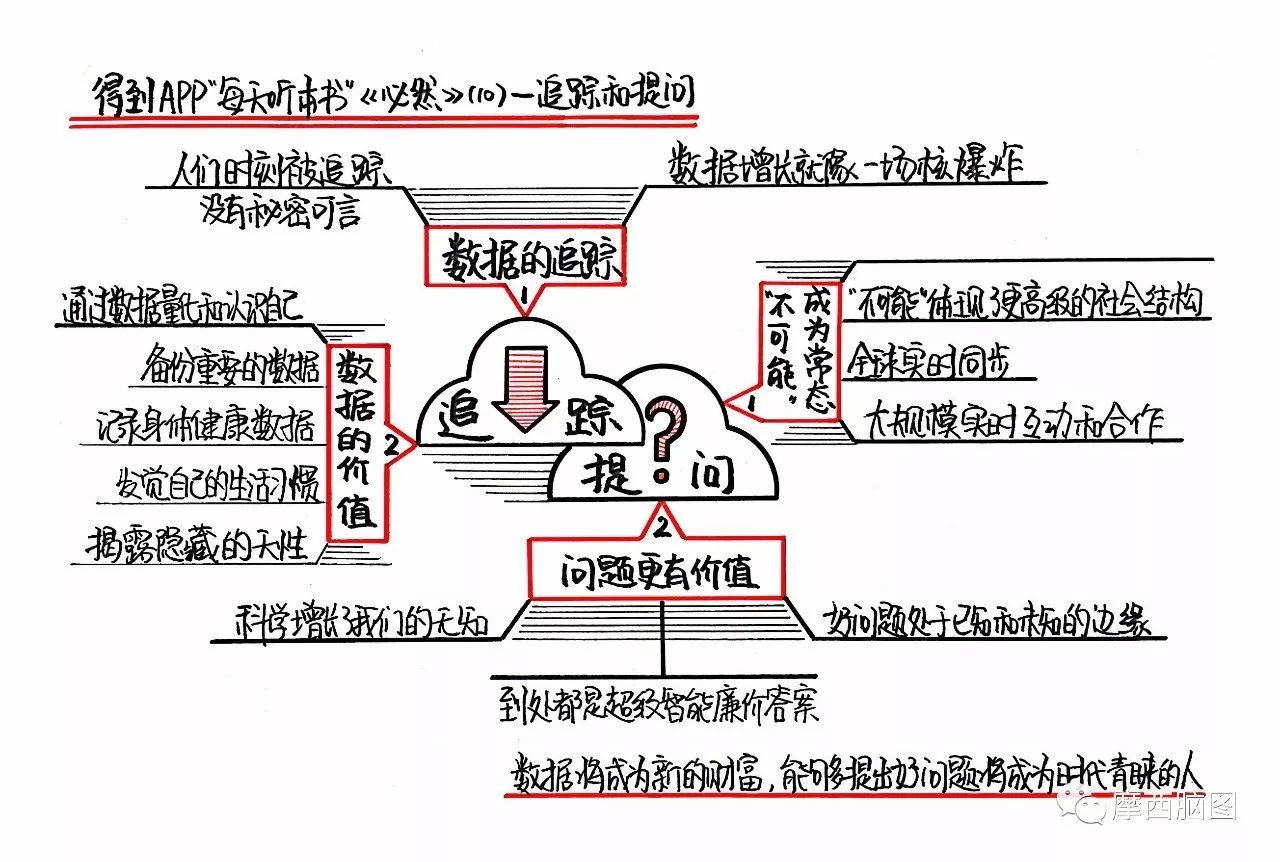 得到APP"每天听本书"《必然》(10)—追踪和提问
人们时刻被追踪
没有秘密可言
数据增长就像一场核爆炸
数据的追踪
1
通过数据量化和认识自己
备份重要的数据
记录身体健康数据
发觉自己的生活习惯
揭露隐藏的天性
数据的价值
2
追踪
提问
?
"不可能"
成为常态
1
"不可能"体现了更高级的社会结构
全球实时同步
大规模实时互动和合作
2
问题更有价值
科学增长了我们的无知
好问题处于已知和未知的边缘
到处都是超级智能廉价答案
数据将成为新的财富,能够提出好问题将成为时代青睐的人
摩西脑图